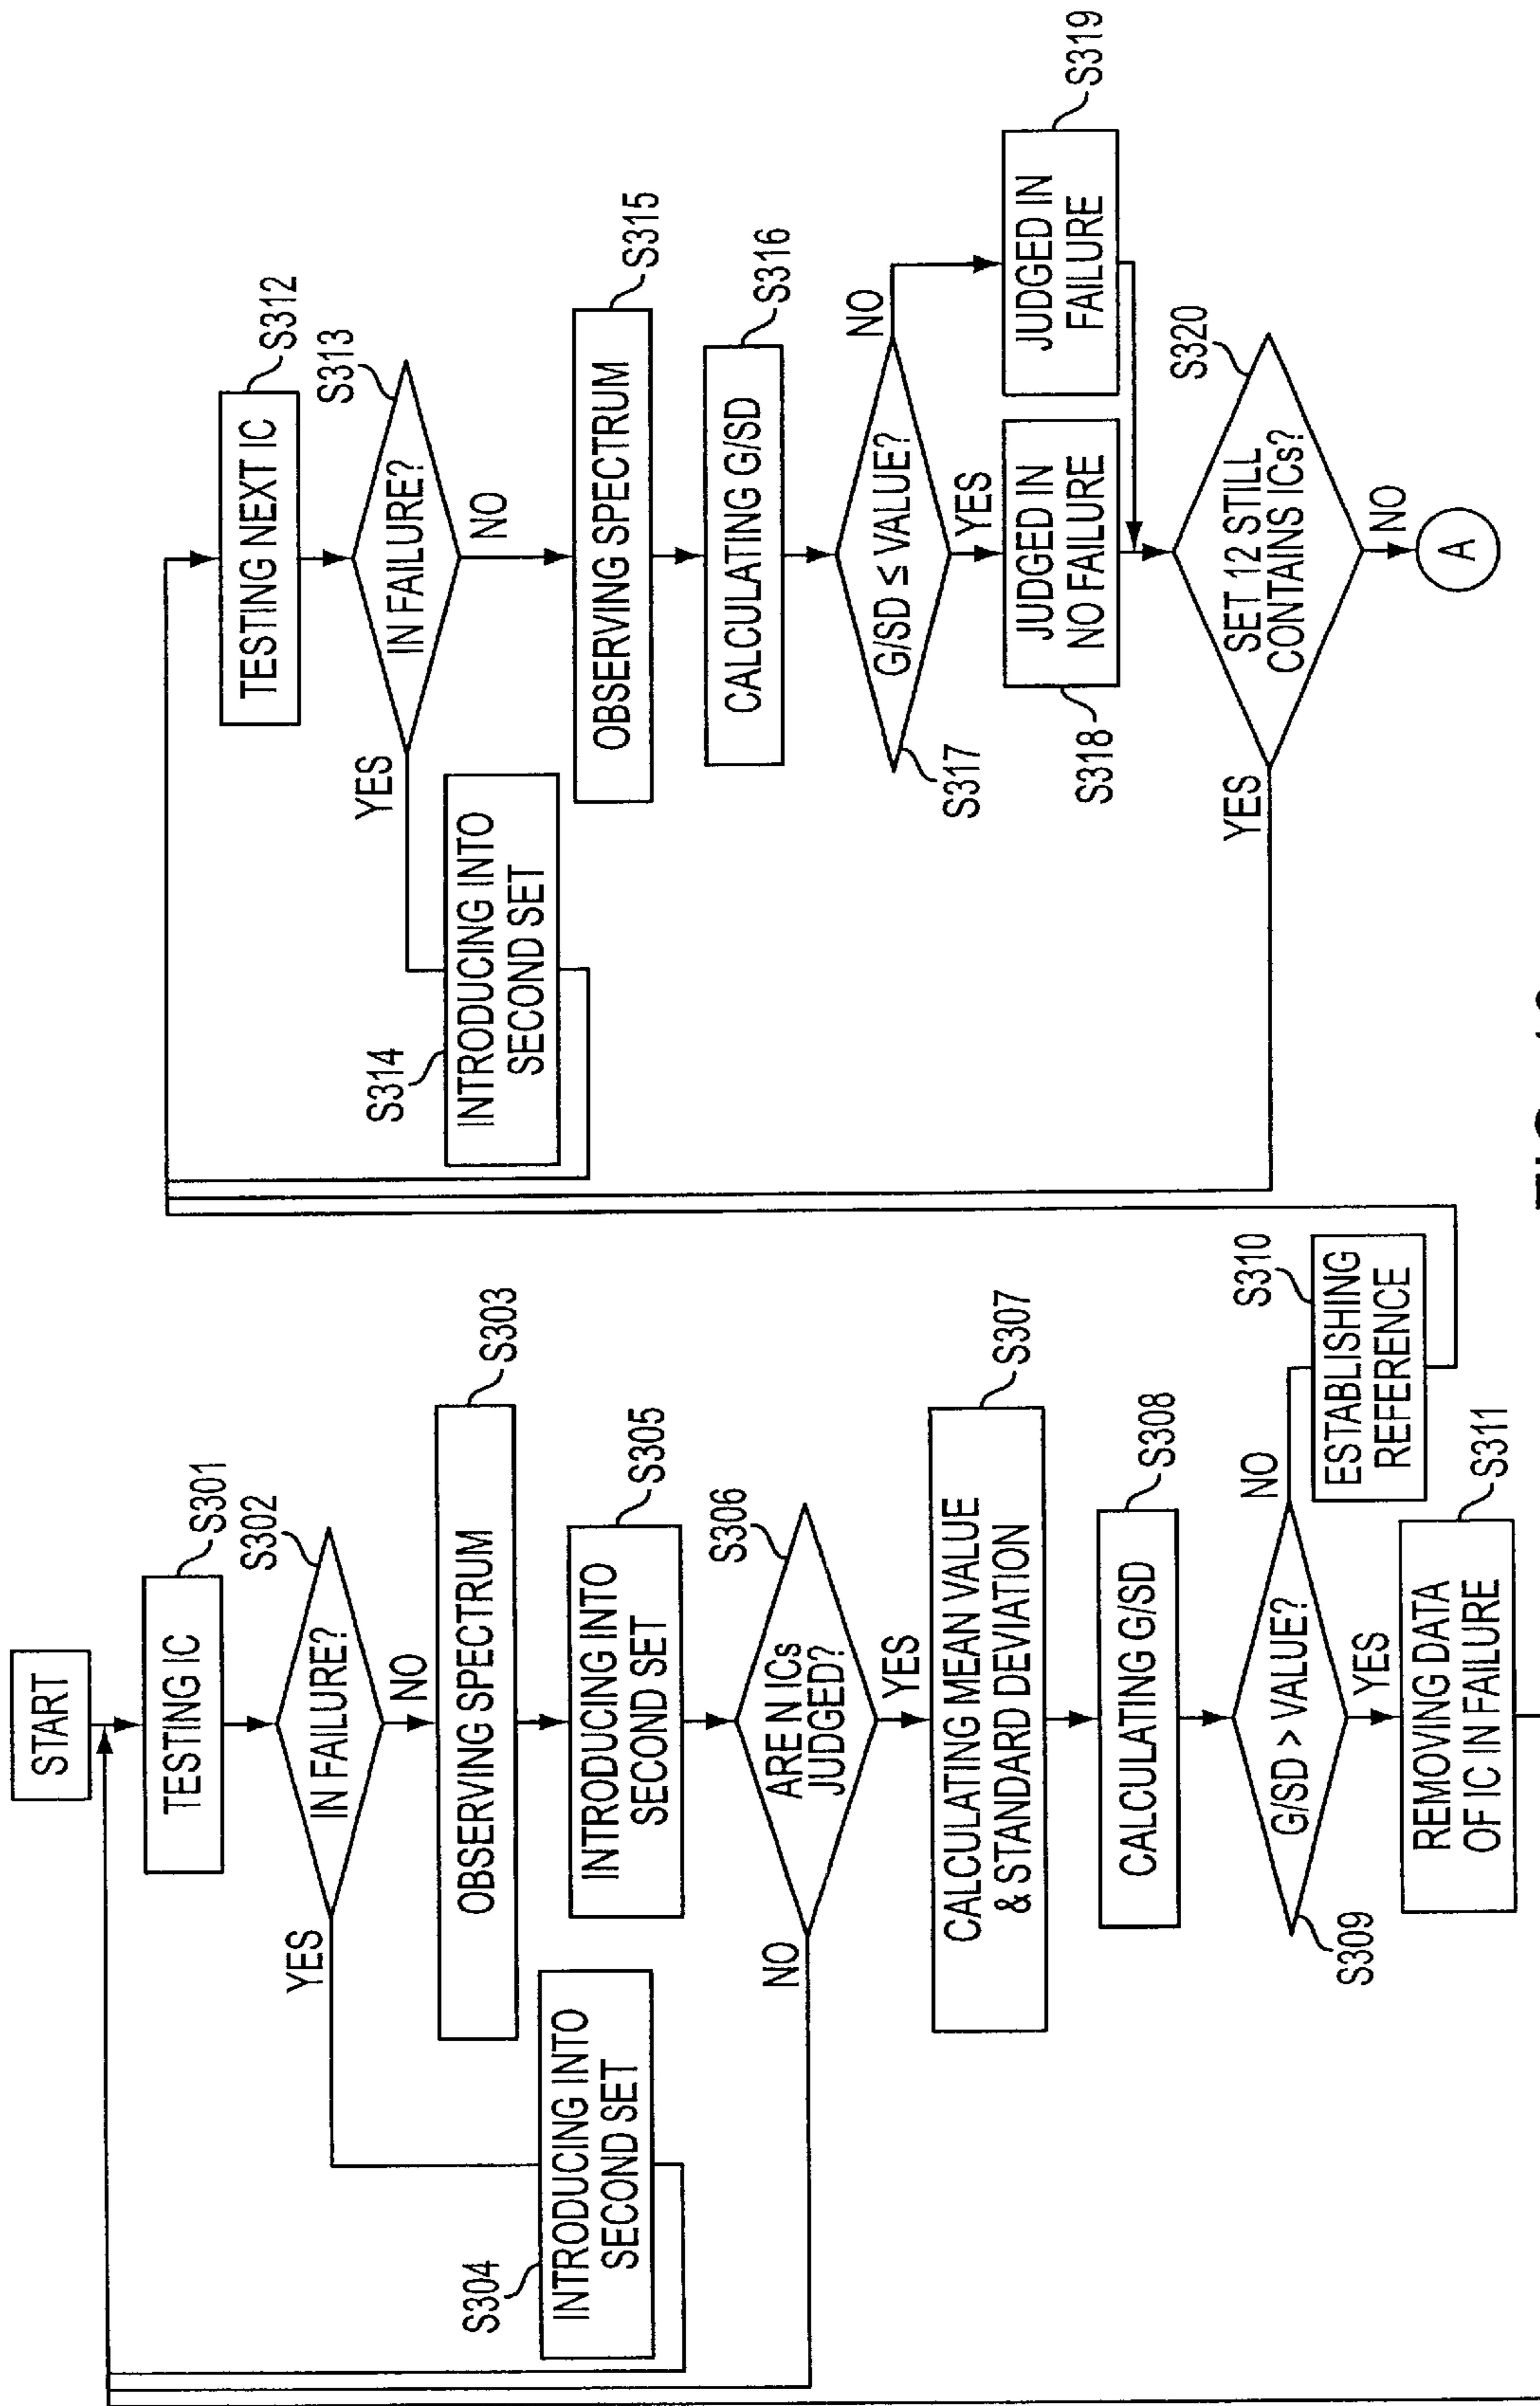 START
TESTING IC
S301
IN FAILURE?
S302
YES
NO
OBSERVING SPECTRUM
S303
S304
INTRODUCING INTO
SECOND SET
INTRODUCING INTO
SECOND SET
S305
ARE N ICs
JUDGED?
S306
NO
YES
CALCULATING MEAN VALUE
& STANDARD DEVIATION
S307
CALCULATING G/SD
S308
G/SD > VALUE?
S309
NO
YES
ESTABLISHING
REFERENCE
S310
REMOVING DATA
OF IC IN FAILURE
S311
TESTING NEXT IC
S312
IN FAILURE?
S313
YES
NO
S314
INTRODUCING INTO
SECOND SET
OBSERVING SPECTRUM
S315
CALCULATING G/SD
S316
G/SD ≤ VALUE?
S317
NO
YES
JUDGED IN
NO FAILURE
S318
JUDGED IN
FAILURE
S319
SET 12 STILL
CONTAINS ICs?
S320
YES
NO
A